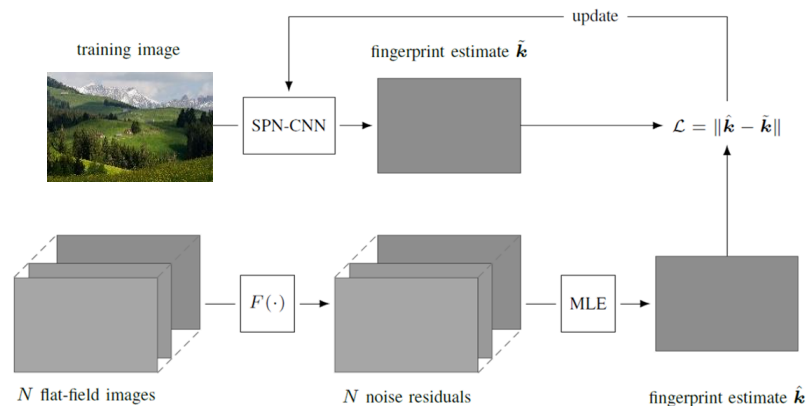 update
training image
fingerprint estimate k̃
SPN-CNN
ℒ = ‖k̂ − k̃‖
F(·)
MLE
N flat-field images
N noise residuals
fingerprint estimate k̂